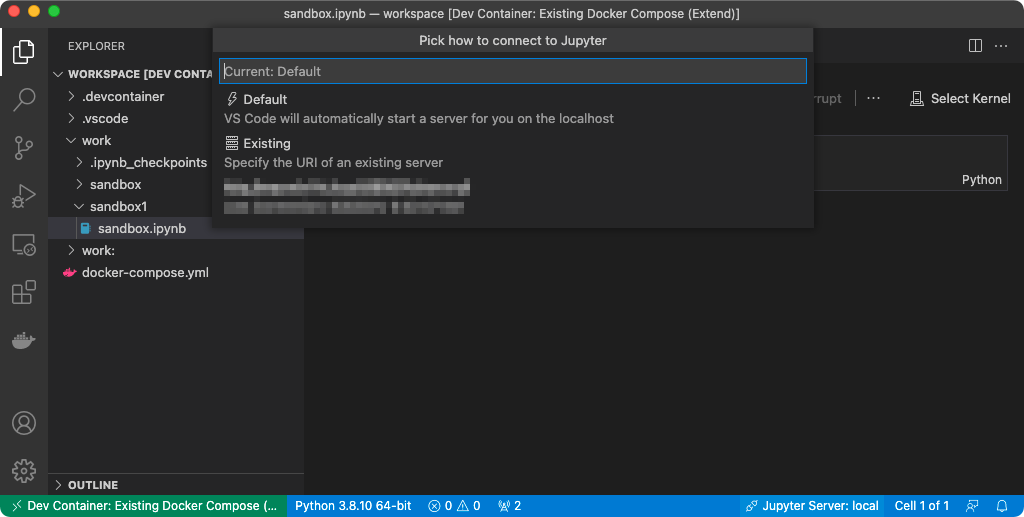 sandbox.ipynb — workspace [Dev Container: Existing Docker Compose (Extend)]
EXPLORER
WORKSPACE [DEV CONTA
.devcontainer
.vscode
work
.ipynb_checkpoints
sandbox
sandbox1
sandbox.ipynb
work:
docker-compose.yml
OUTLINE
Pick how to connect to Jupyter
Current: Default
Default
VS Code will automatically start a server for you on the localhost
Existing
Specify the URI of an existing server
rrupt
Select Kernel
Python
Dev Container: Existing Docker Compose (... Python 3.8.10 64-bit 0 0 2 Jupyter Server: local Cell 1 of 1